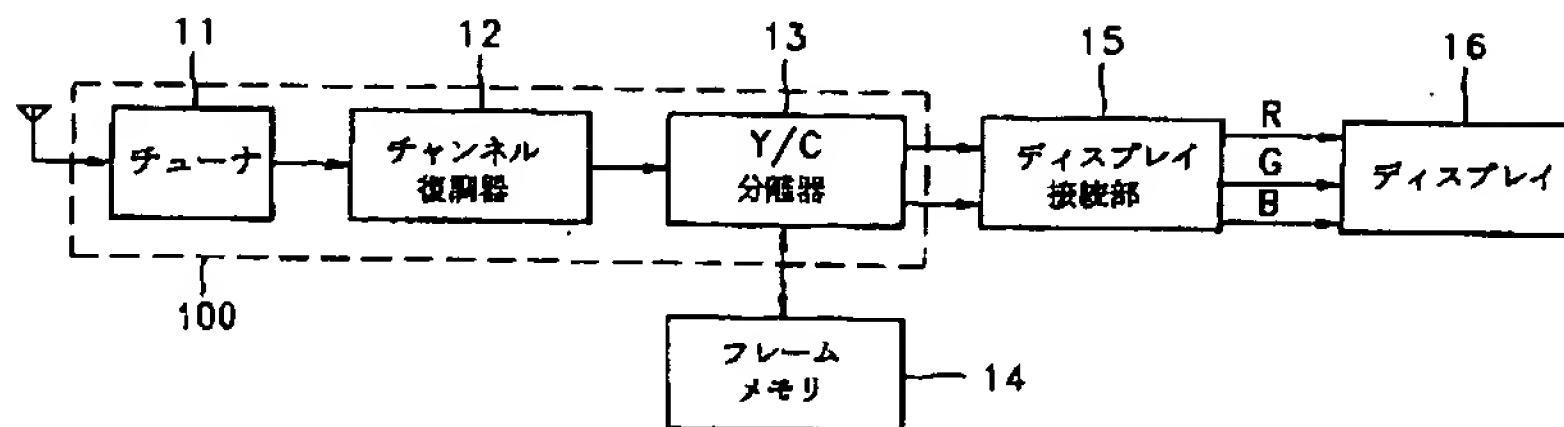 11
12
13
15
16
チューナ
チャンネル
復調器
Y/C
分離器
ディスプレイ
接続部
R
G
B
ディスプレイ
100
フレーム
メモリ
14